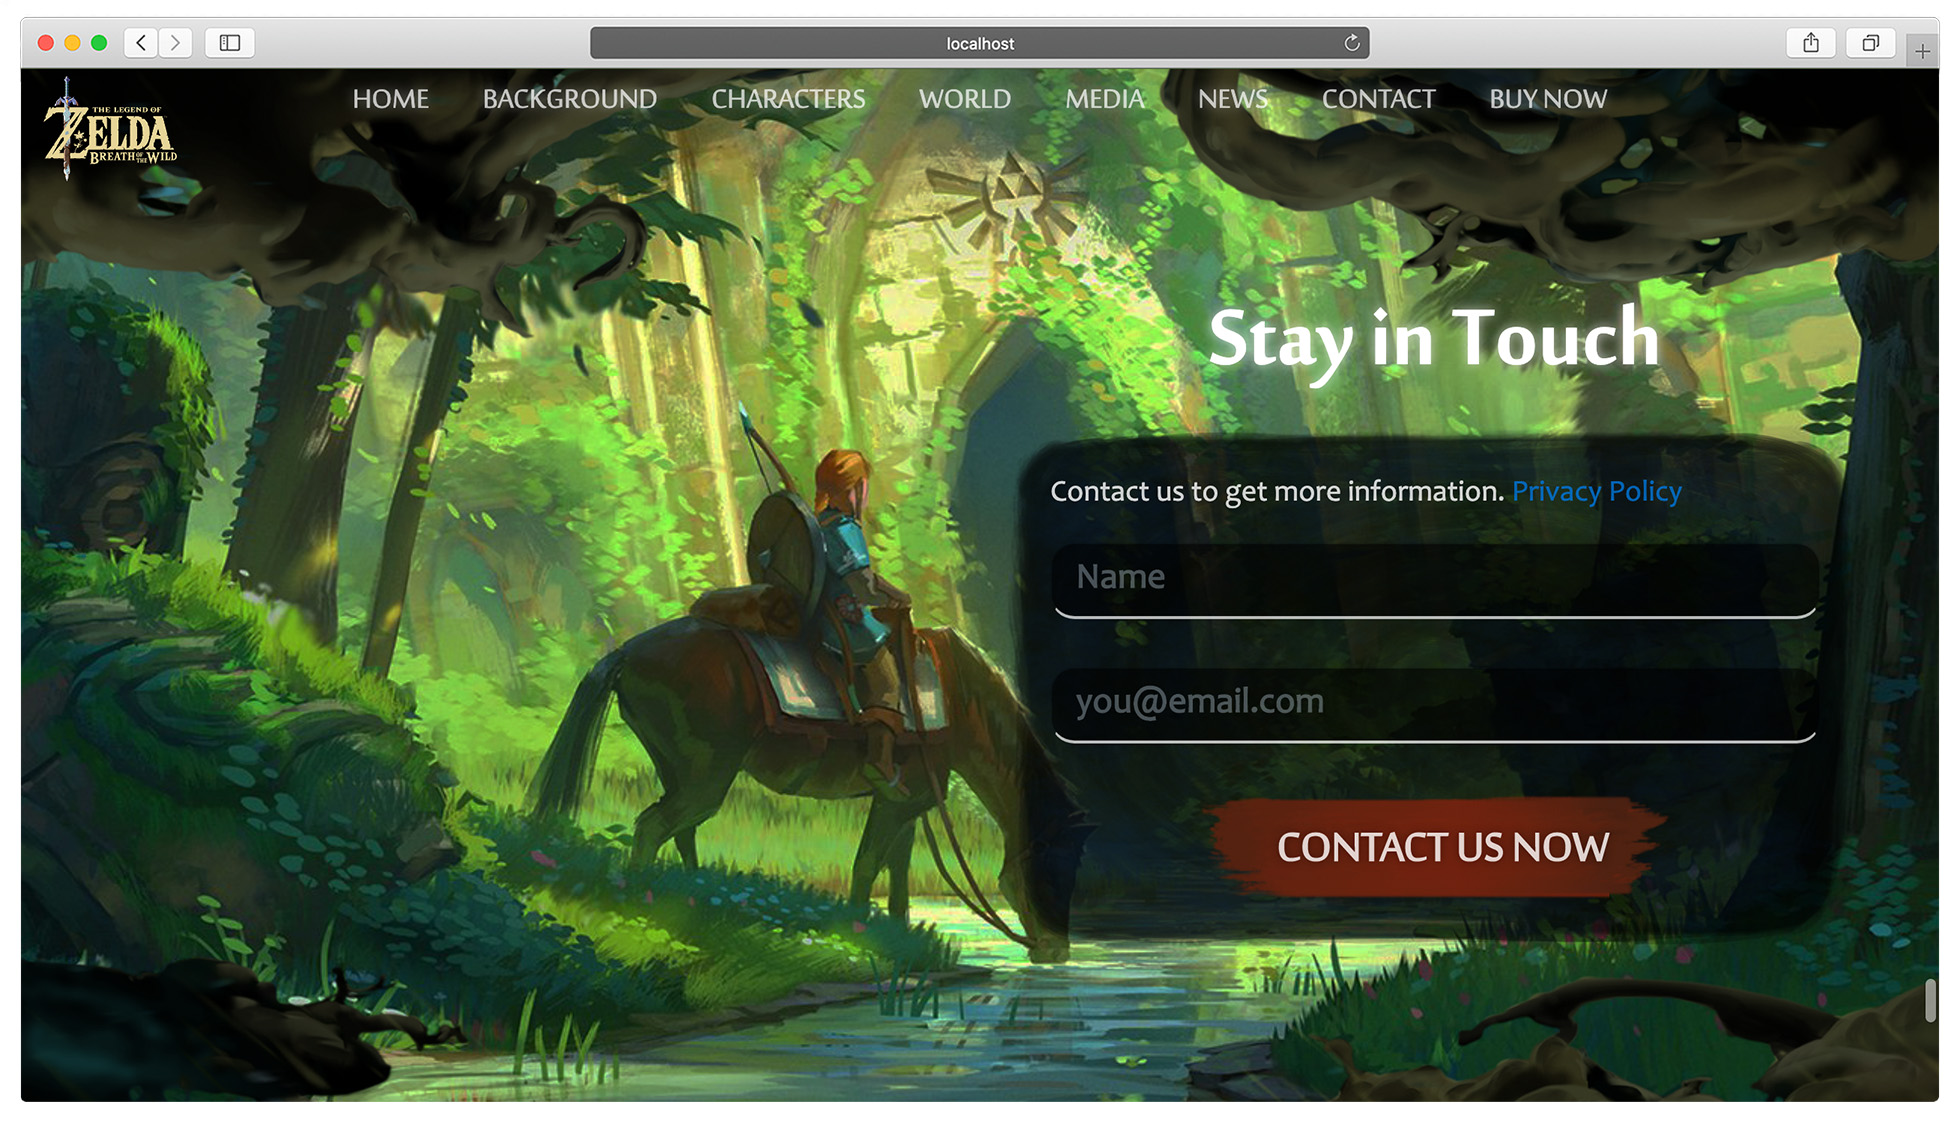 localhost
THE LEGEND OF
ZELDA
BREATH OF THE WILD
HOME BACKGROUND CHARACTERS WORLD MEDIA NEWS CONTACT BUY NOW
Stay in Touch
Contact us to get more information. Privacy Policy
Name
you@email.com
CONTACT US NOW